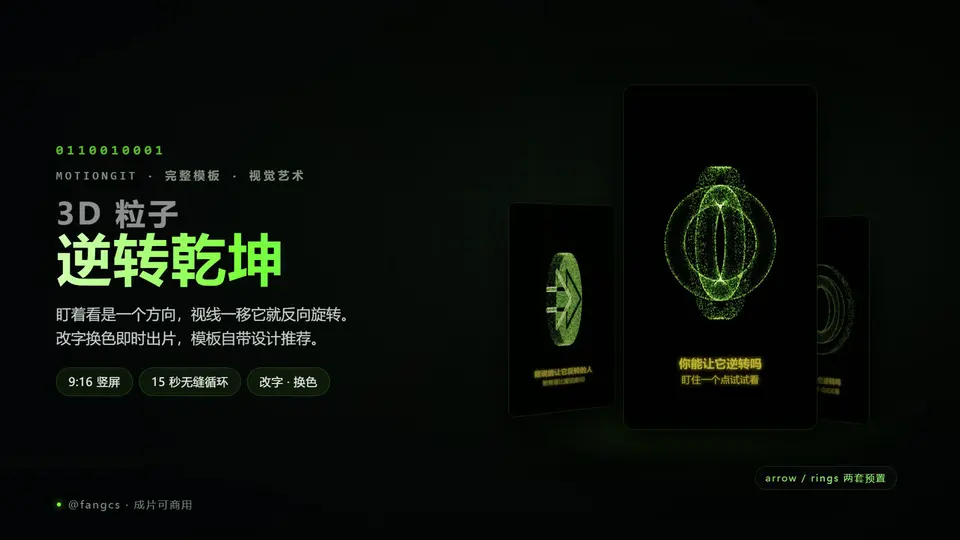 0110010001
MOTIONGIT · 完整模板 · 视觉艺术
3D 粒子
逆转乾坤
盯着看是一个方向，视线一移它就反向旋转。
改字换色即时出片，模板自带设计推荐。
9:16 竖屏
15 秒无缝循环
改字 · 换色
你能让它逆转吗
盯住一个点试试看
arrow / rings 两套预置
@fangcs · 成片可商用